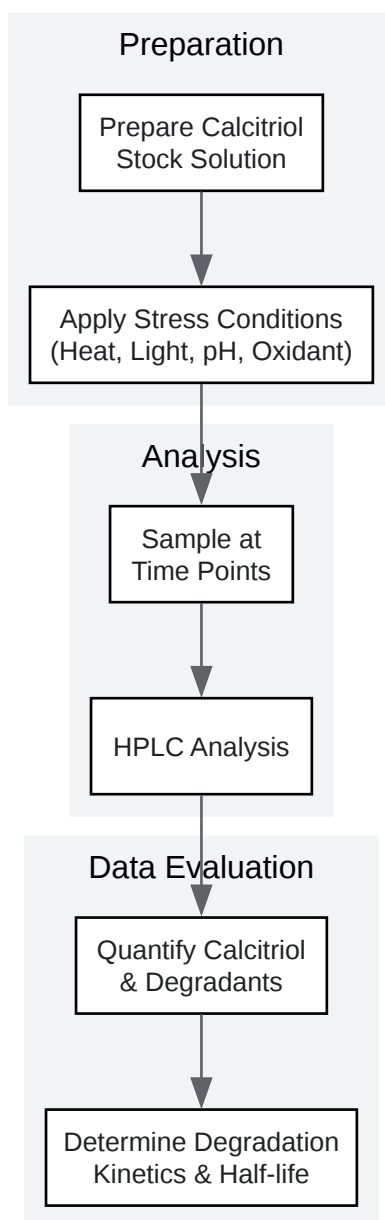 Preparation
Prepare Calcitriol
Stock Solution
Apply Stress Conditions
(Heat, Light, pH, Oxidant)
Analysis
Sample at
Time Points
HPLC Analysis
Data Evaluation
Quantify Calcitriol
& Degradants
Determine Degradation
Kinetics & Half-life